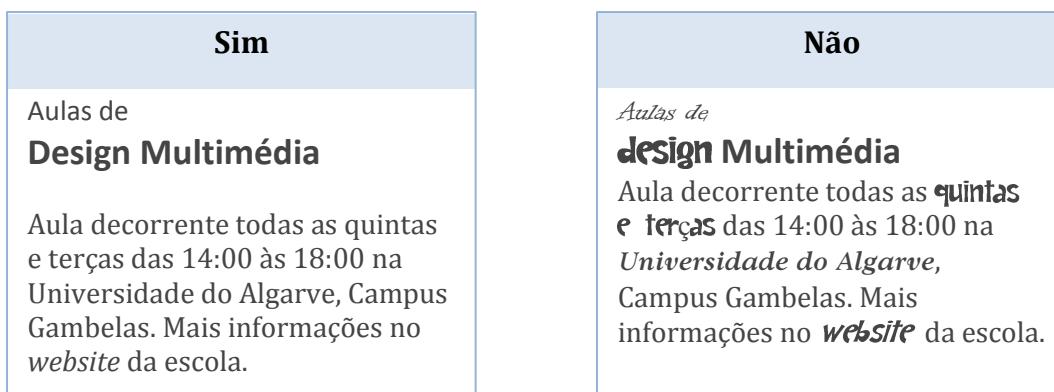 Sim
Aulas de
Design Multimédia
Aula decorrente todas as quintas
e terças das 14:00 às 18:00 na
Universidade do Algarve, Campus
Gambelas. Mais informações no
website da escola.
Não
Aulas de
design Multimédia
Aula decorrente todas as quintas
e terças das 14:00 às 18:00 na
Universidade do Algarve,
Campus Gambelas. Mais
informações no website da escola.